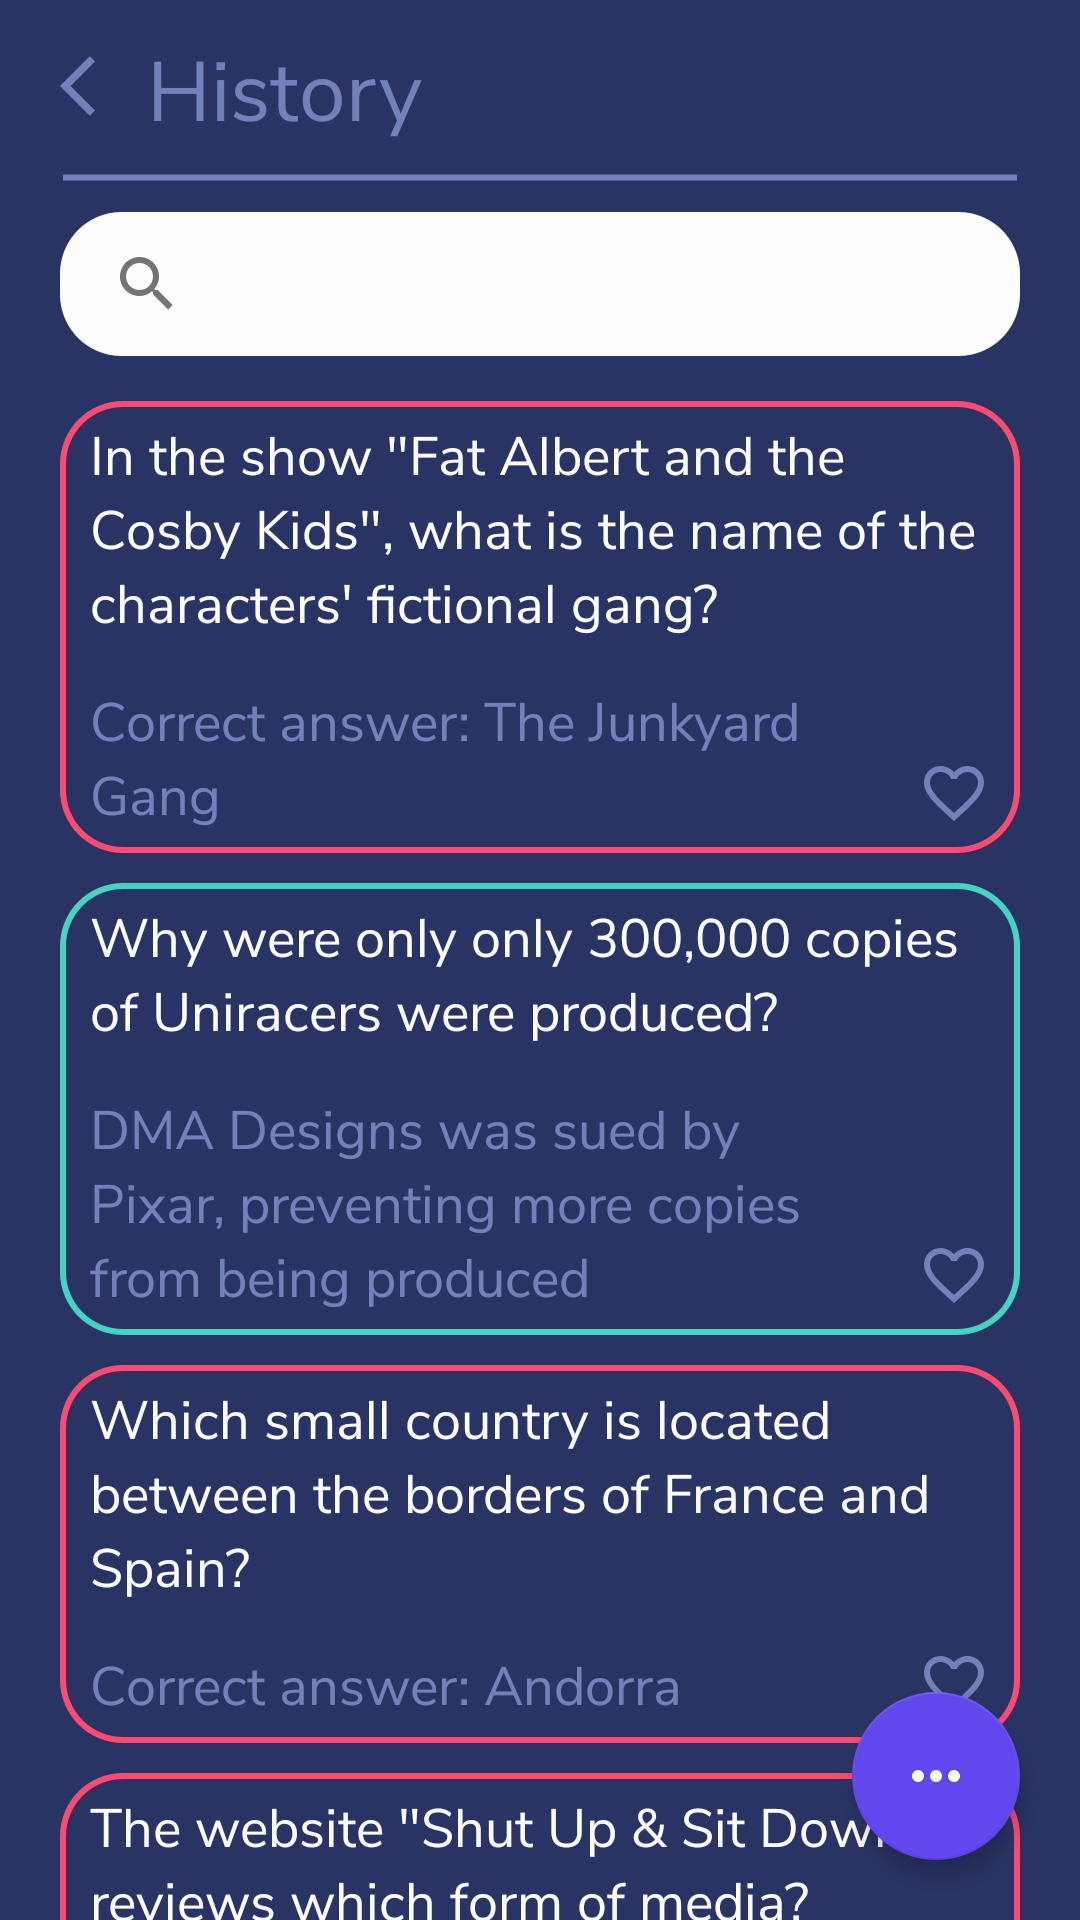 History
In the show "Fat Albert and the
Cosby Kids", what is the name of the
characters' fictional gang?
Correct answer: The Junkyard
Gang
Why were only only 300,000 copies
of Uniracers were produced?
DMA Designs was sued by
Pixar, preventing more copies
from being produced
Which small country is located
between the borders of France and
Spain?
Correct answer: Andorra
The website "Shut Up & Sit
reviews which form of media?